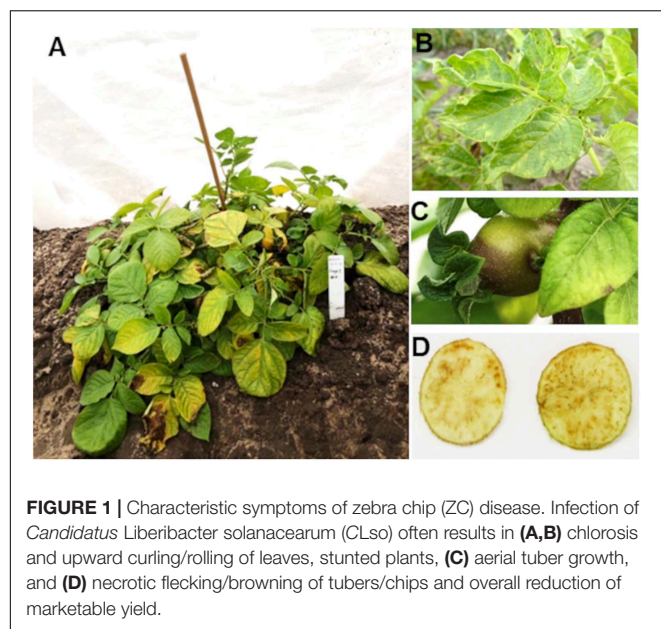 A
B
C
D
FIGURE 1 | Characteristic symptoms of zebra chip (ZC) disease. Infection of
Candidatus Liberibacter solanacearum (CLso) often results in (A,B) chlorosis
and upward curling/rolling of leaves, stunted plants, (C) aerial tuber growth,
and (D) necrotic flecking/browning of tubers/chips and overall reduction of
marketable yield.